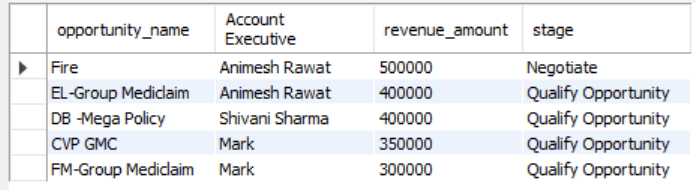 opportunity_name Account Executive revenue_amount stage
Fire Animesh Rawat 500000 Negotiate
EL-Group Mediclaim Animesh Rawat 400000 Qualify Opportunity
DB -Mega Policy Shivani Sharma 400000 Qualify Opportunity
CVP GMC Mark 350000 Qualify Opportunity
FM-Group Mediclaim Mark 300000 Qualify Opportunity